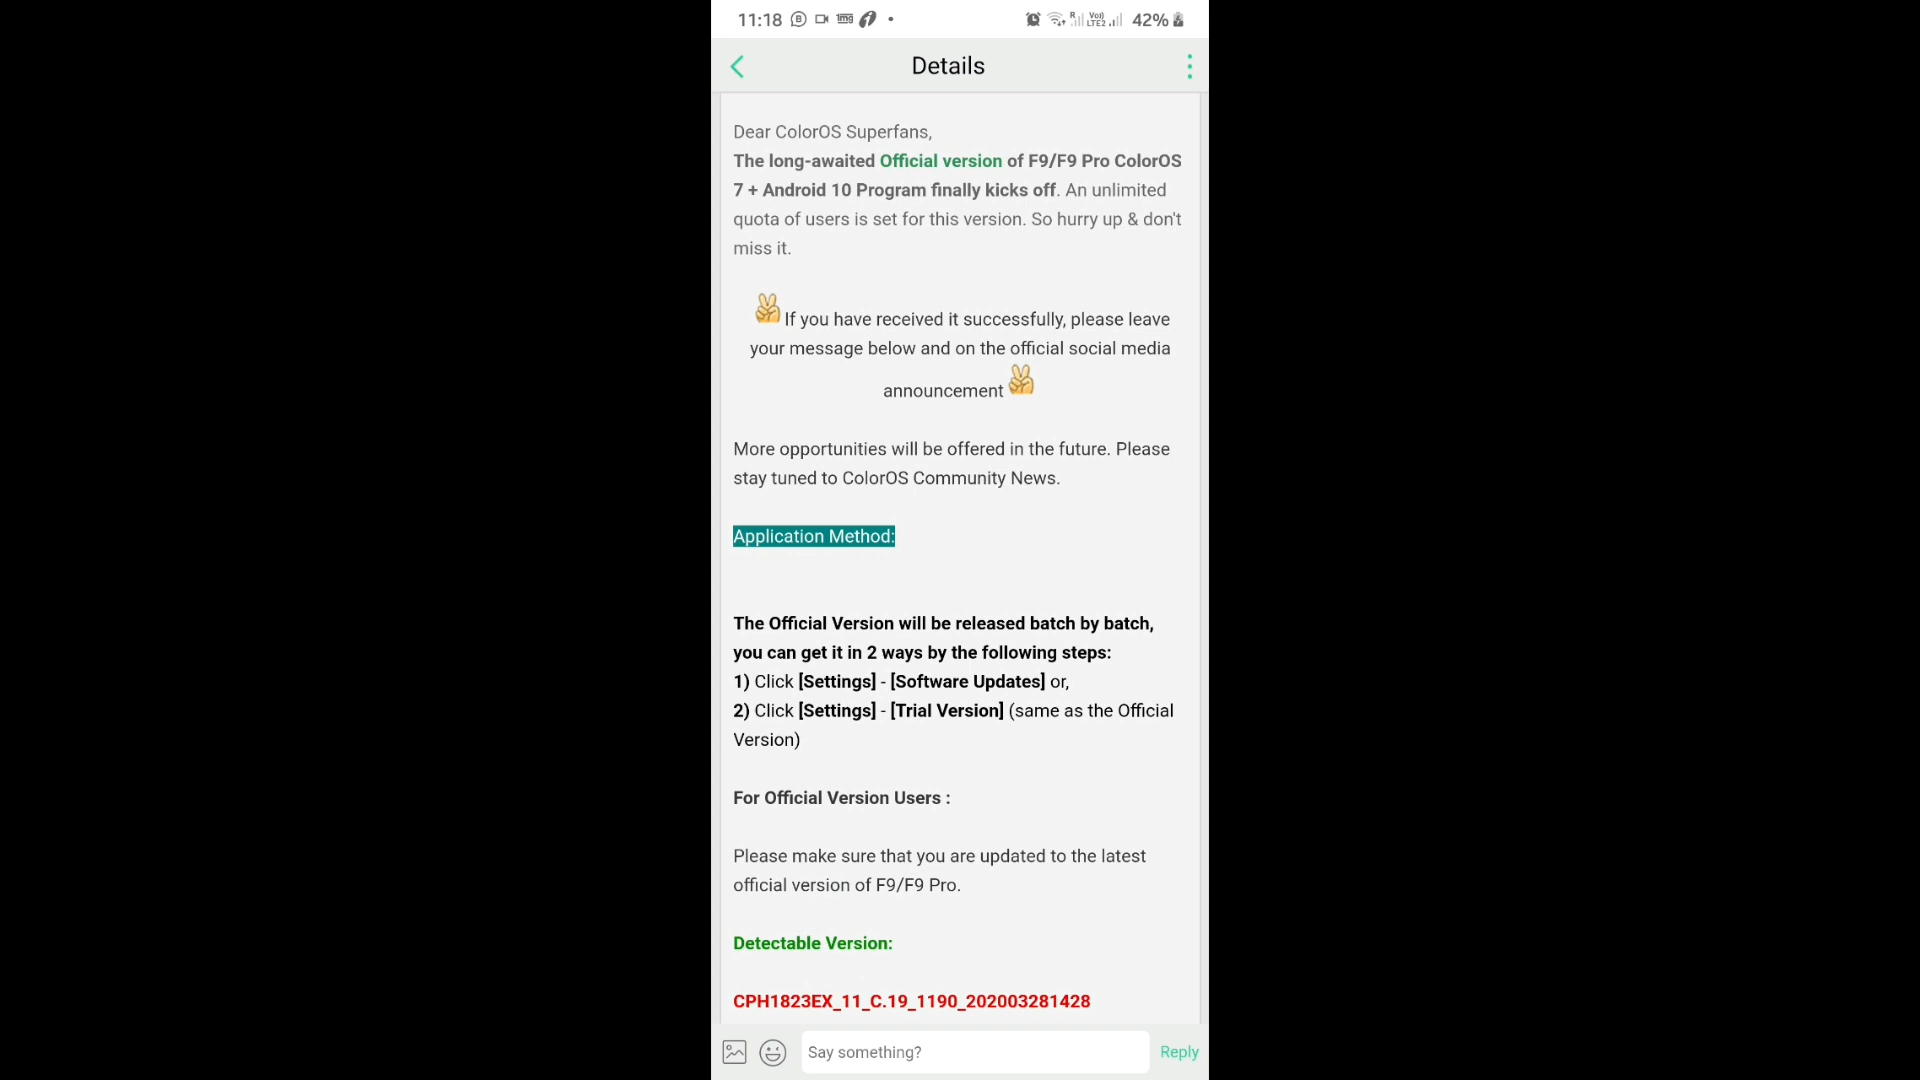 11:18 42%
Details
Dear ColorOS Superfans,
The long-awaited Official version of F9/F9 Pro ColorOS
7 + Android 10 Program finally kicks off. An unlimited
quota of users is set for this version. So hurry up & don't
miss it.
✌If you have received it successfully, please leave
your message below and on the official social media
announcement✌
More opportunities will be offered in the future. Please
stay tuned to ColorOS Community News.
Application Method:
The Official Version will be released batch by batch,
you can get it in 2 ways by the following steps:
1) Click [Settings] - [Software Updates] or,
2) Click [Settings] - [Trial Version] (same as the Official
Version)
For Official Version Users :
Please make sure that you are updated to the latest
official version of F9/F9 Pro.
Detectable Version:
CPH1823EX_11_C.19_1190_202003281428
Say something? Reply